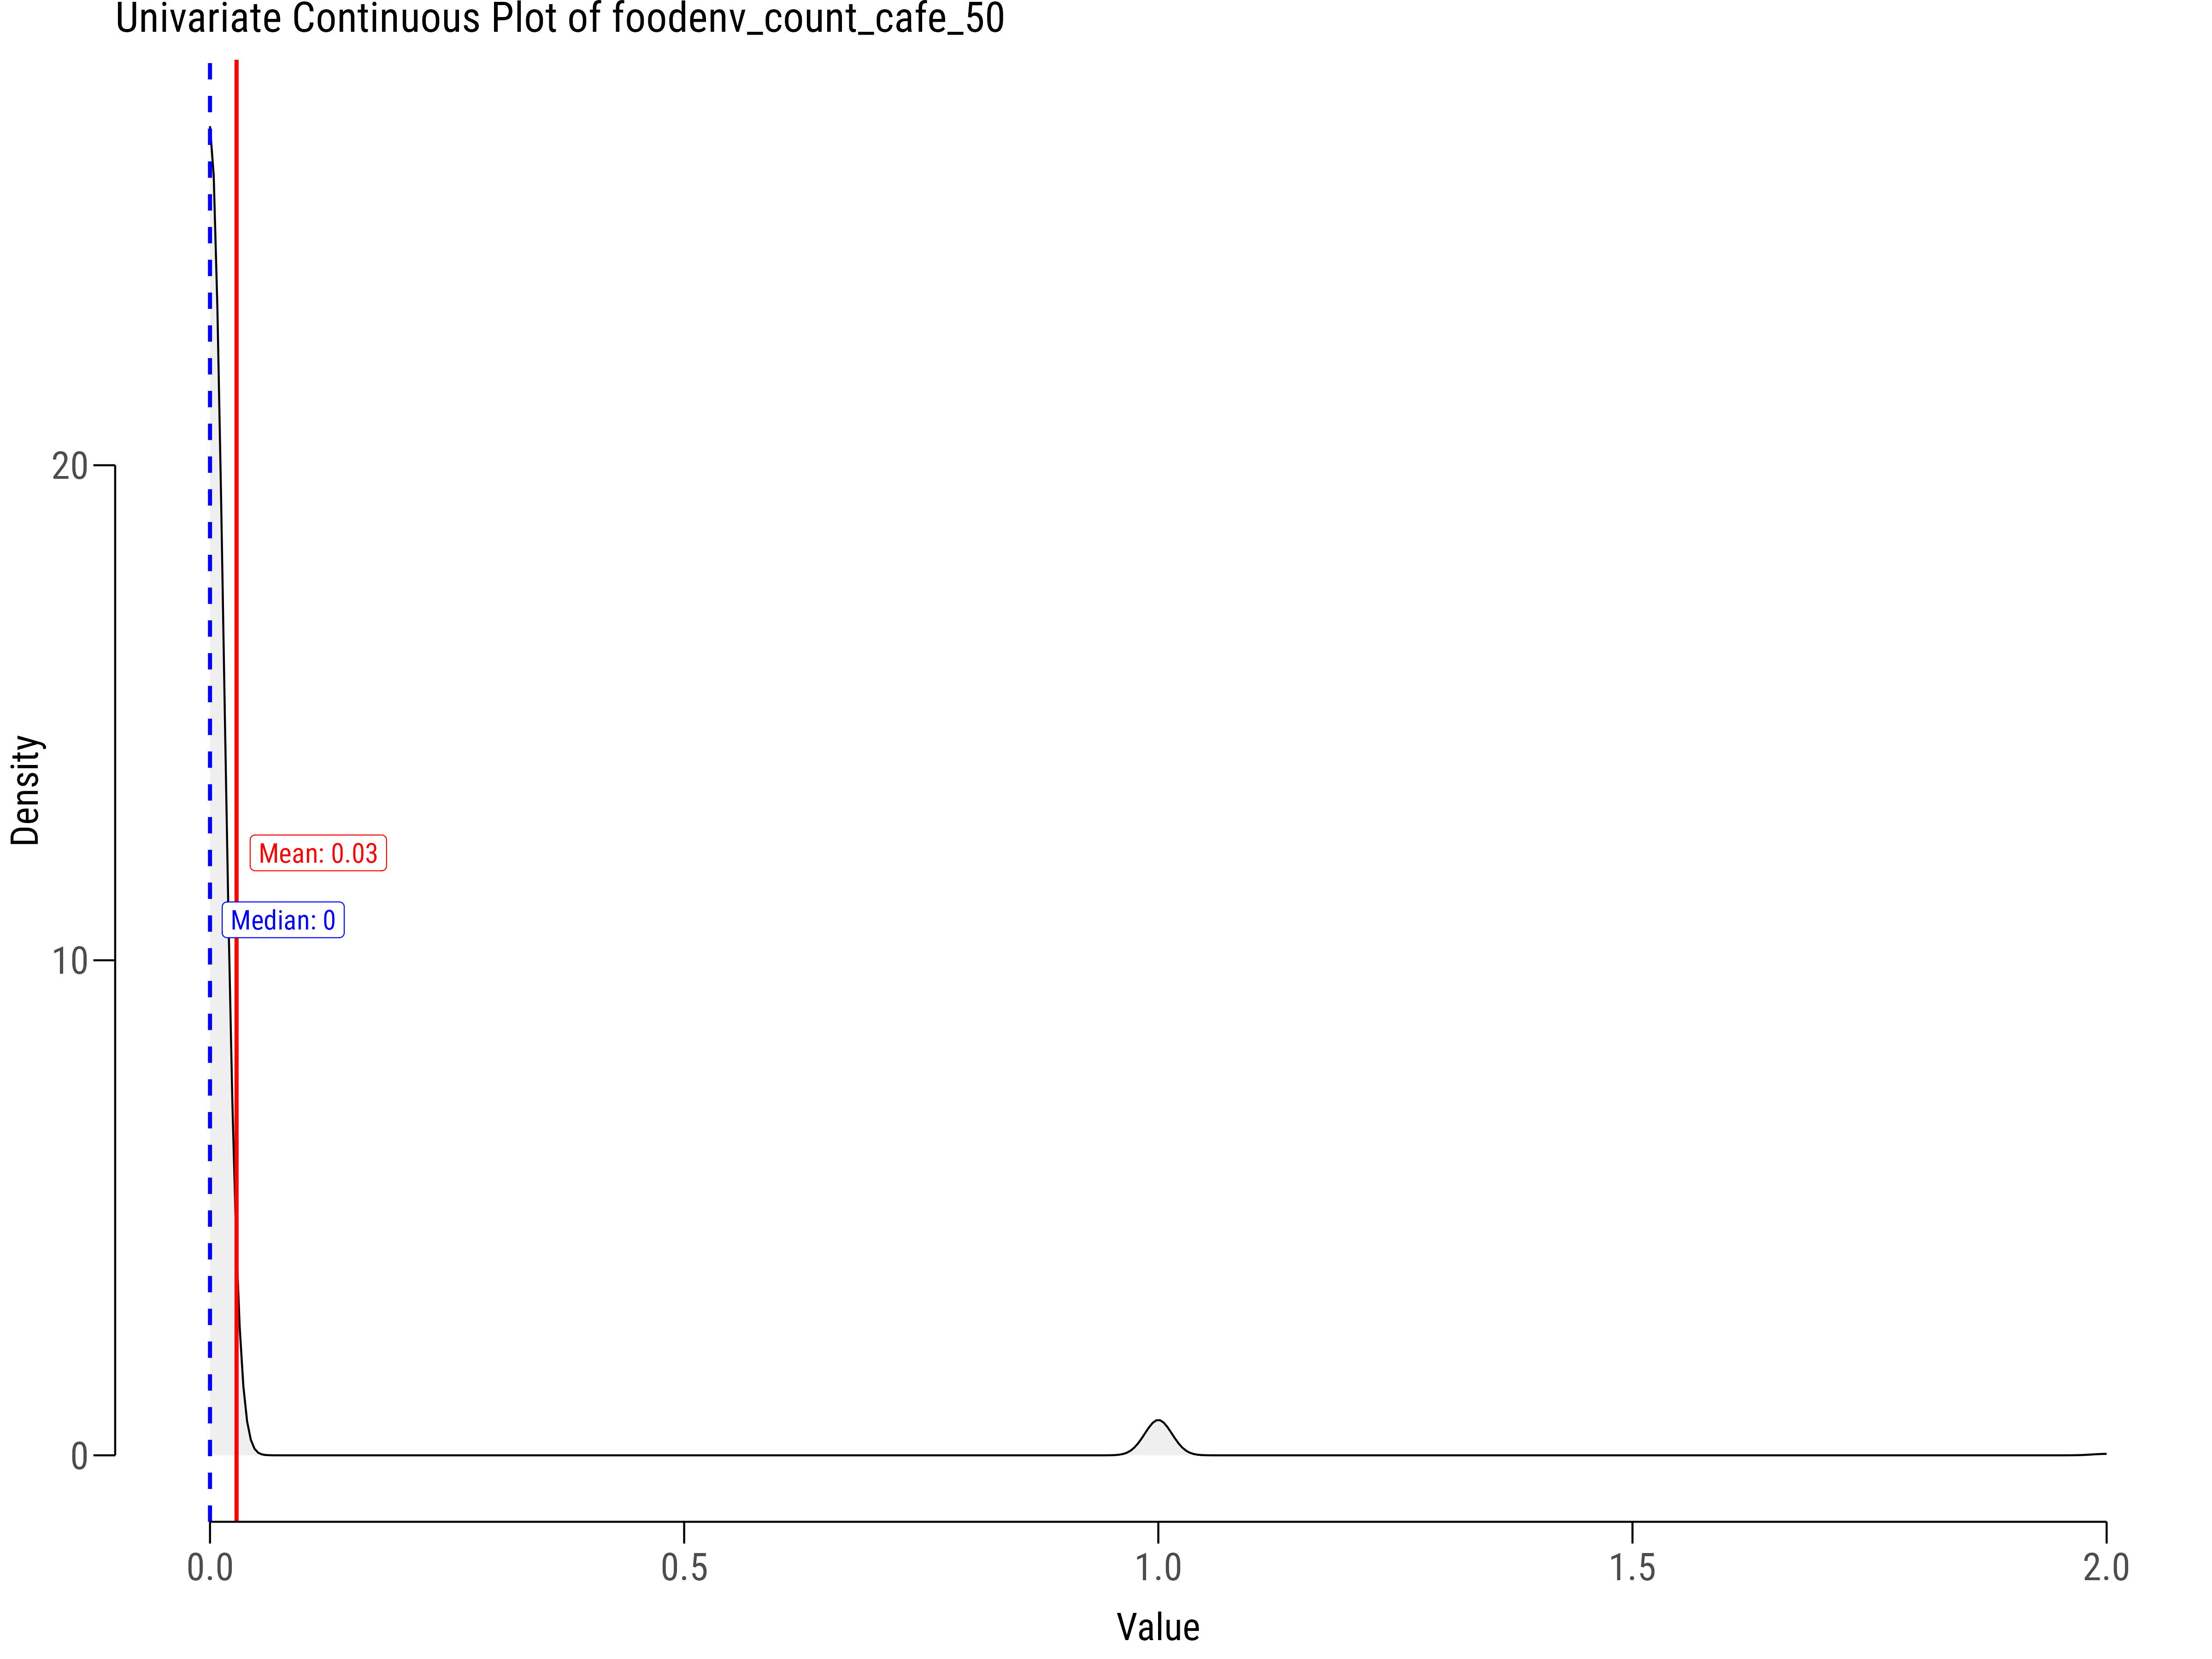 Univariate Continuous Plot of foodenv_count_cafe_50
Density
20
10
0
Mean: 0.03
Median: 0
0.0
0.5
1.0
1.5
2.0
Value